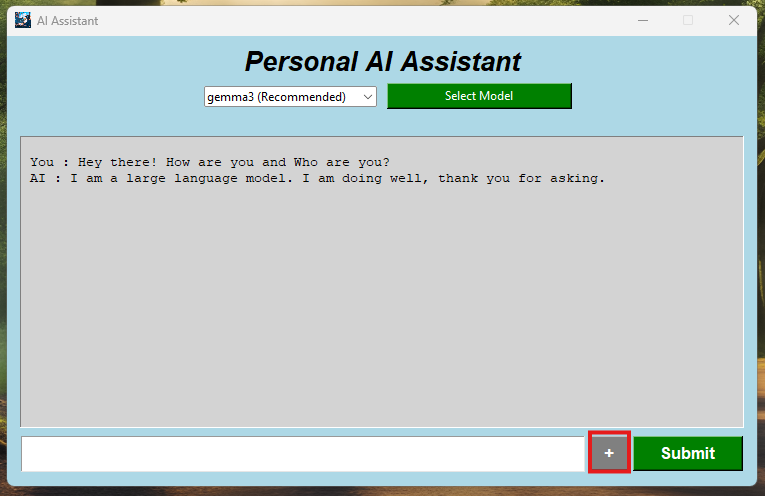 AI Assistant
Personal AI Assistant
gemma3 (Recommended)
Select Model
You : Hey there! How are you and Who are you?
AI : I am a large language model. I am doing well, thank you for asking.
+
Submit